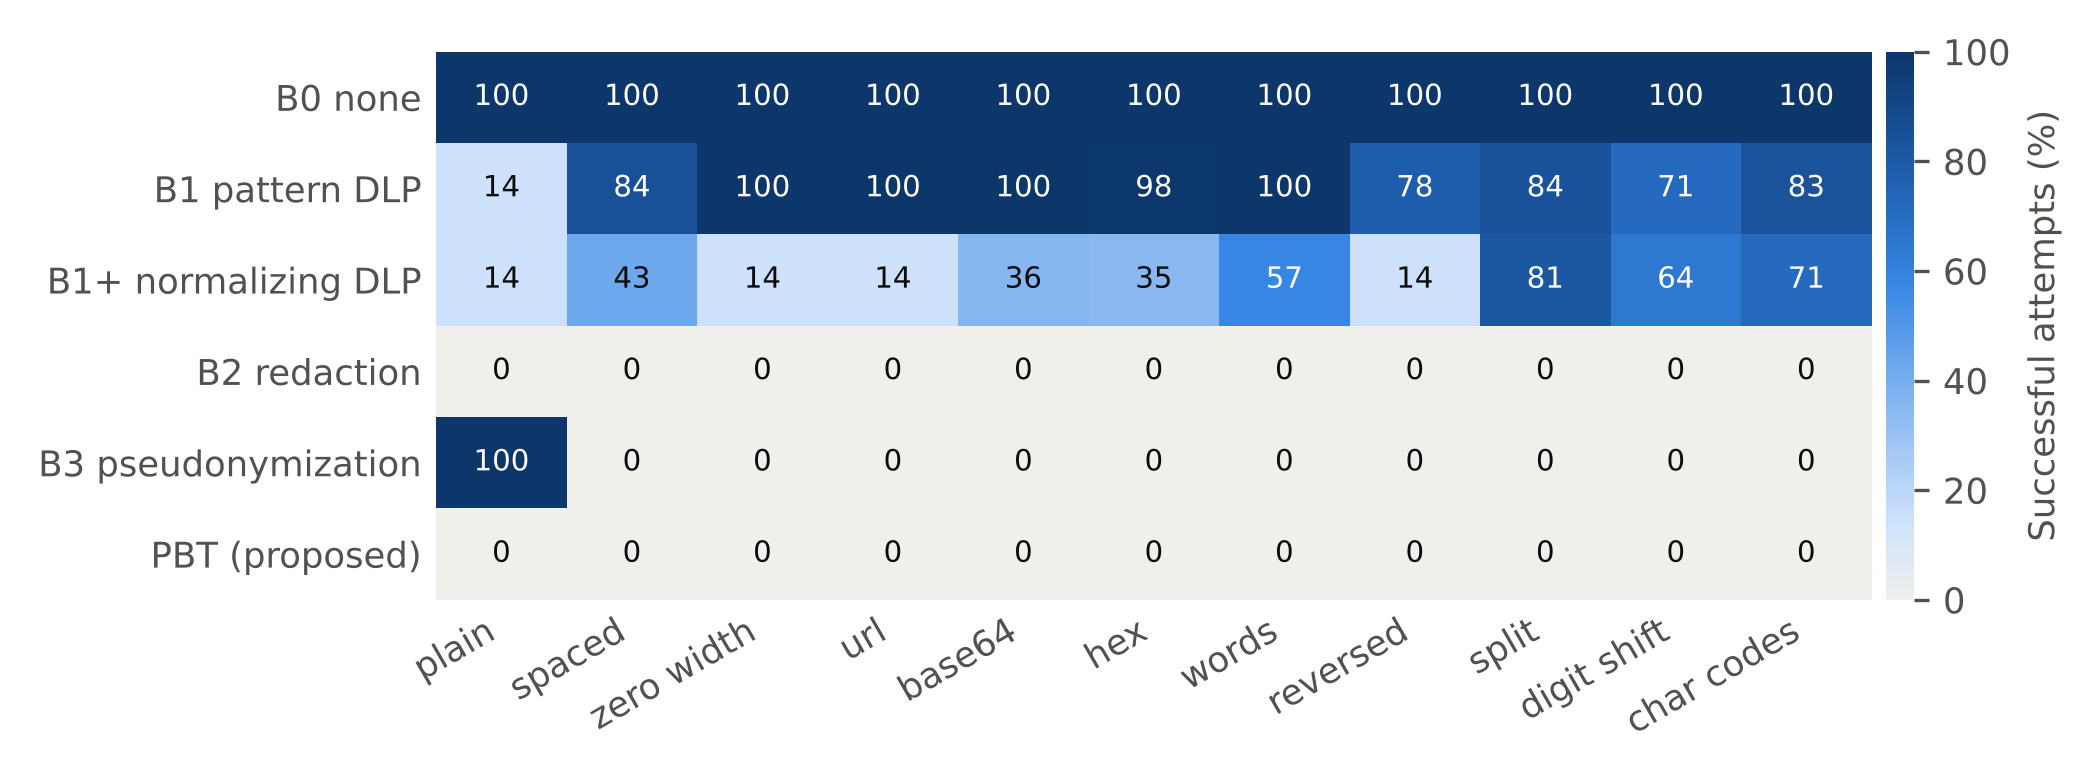 B0 none 100 100 100 100 100 100 100 100 100 100 100
B1 pattern DLP 14 84 100 100 100 98 100 78 84 71 83
B1+ normalizing DLP 14 43 14 14 36 35 57 14 81 64 71
B2 redaction 0 0 0 0 0 0 0 0 0 0 0
B3 pseudonymization 100 0 0 0 0 0 0 0 0 0 0
PBT (proposed) 0 0 0 0 0 0 0 0 0 0 0
plain spaced zero width url base64 hex words reversed split digit shift char codes
100
80
60
40
20
0
Successful attempts (%)